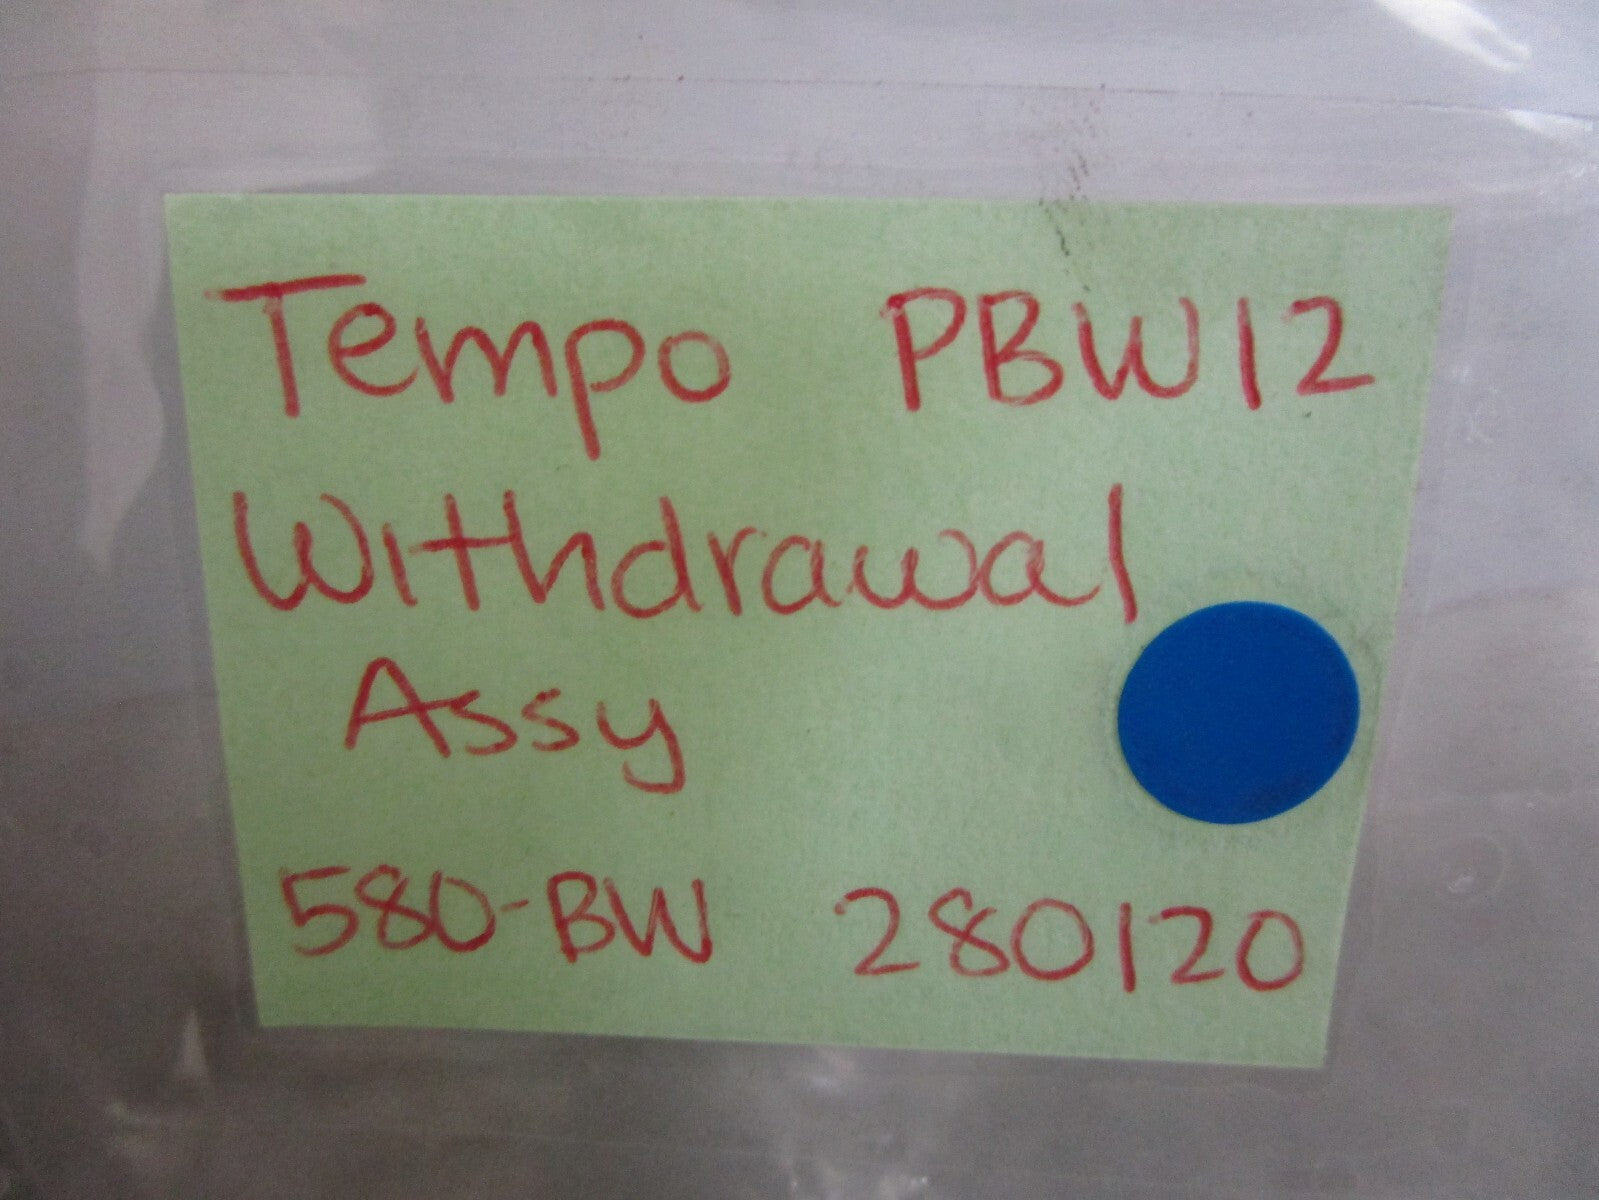 Tempo PBW12
Withdrawal
Assy
580-BW 280120